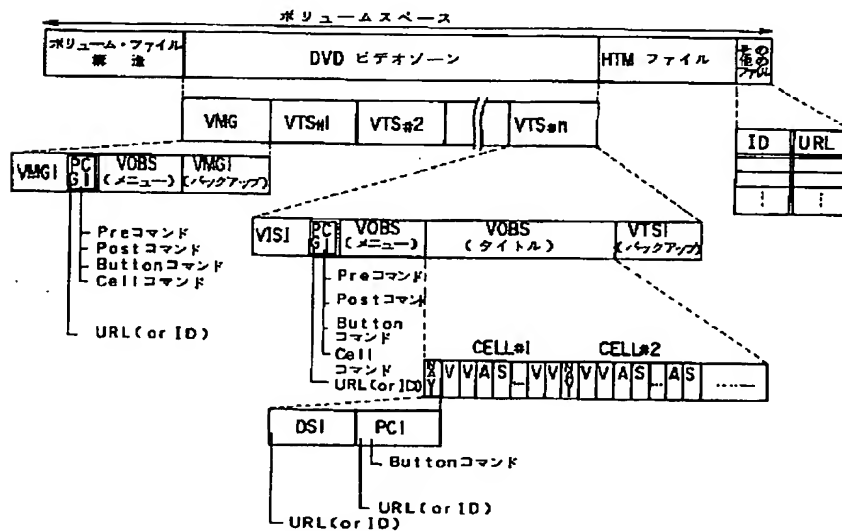 ボリュームスペース
ボリューム・ファイル
構造
DVD ビデオゾーン
HTM ファイル
その他のファイル
VMG
VTS#1
VTS#2
VTS#n
ID
URL
VMGI
PCGI
VOBS
(メニュー)
VMGI
(バックアップ)
Preコマンド
Postコマンド
Buttonコマンド
Cellコマンド
URL(or ID)
VTSI
PCGI
VOBS
(メニュー)
VOBS
(タイトル)
VTSI
(バックアップ)
Preコマンド
Postコマンド
Button
コマンド
Cell
コマンド
URL(or ID)
CELL#1
CELL#2
NAV V V A S … V V NAV V V A S … A S ……
DSI
PCI
Buttonコマンド
URL(or ID)
URL(or ID)